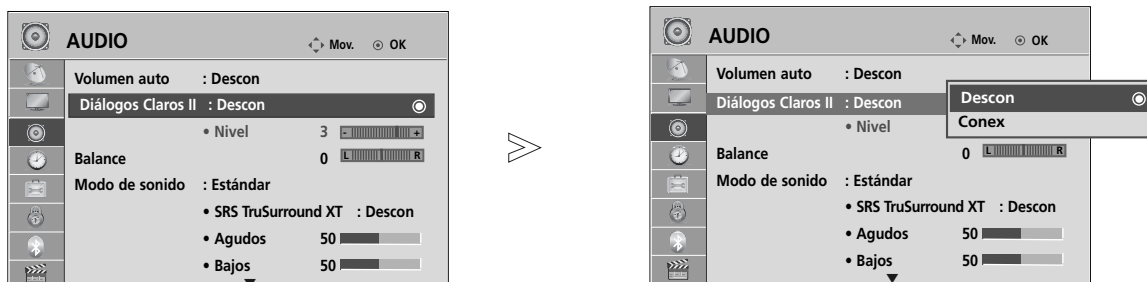 AUDIO Mov. OK
Volumen auto : Descon
Diálogos Claros II : Descon
• Nivel 3 - +
Balance 0 L R
Modo de sonido : Estándar
• SRS TruSurround XT : Descon
• Agudos 50
• Bajos 50
AUDIO Mov. OK
Volumen auto : Descon
Diálogos Claros II : Descon
Descon
Conex
• Nivel
Balance 0 L R
Modo de sonido : Estándar
• SRS TruSurround XT : Descon
• Agudos 50
• Bajos 50